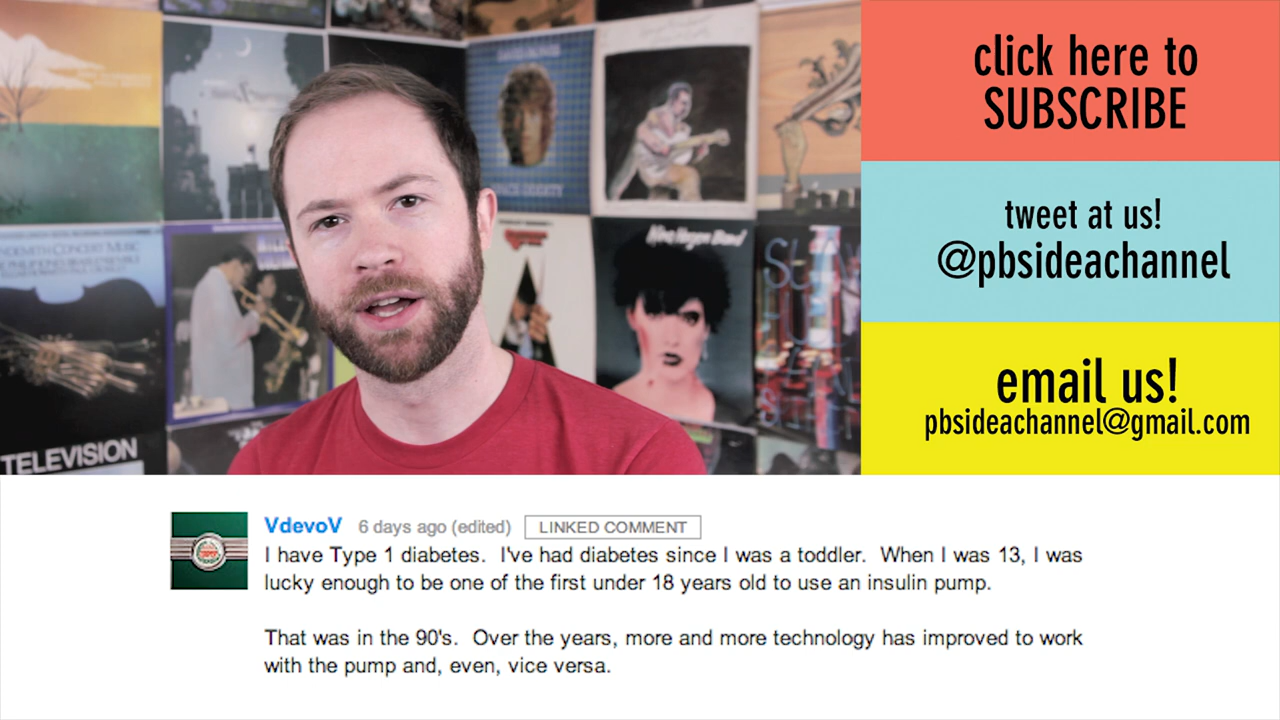 click here to
SUBSCRIBE
tweet at us!
@pbsideachannel
email us!
pbsideachannel@gmail.com
Nina Hagen Band
TELEVISION
VdevoV 6 days ago (edited) LINKED COMMENT
I have Type 1 diabetes. I've had diabetes since I was a toddler. When I was 13, I was
lucky enough to be one of the first under 18 years old to use an insulin pump.
That was in the 90's. Over the years, more and more technology has improved to work
with the pump and, even, vice versa.